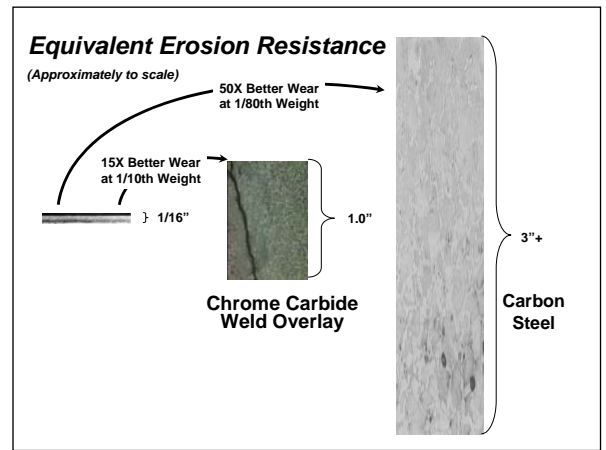 Equivalent Erosion Resistance
(Approximately to scale)
50X Better Wear
at 1/80th Weight
15X Better Wear
at 1/10th Weight
} 1/16”
1.0”
3”+
Chrome Carbide
Weld Overlay
Carbon
Steel